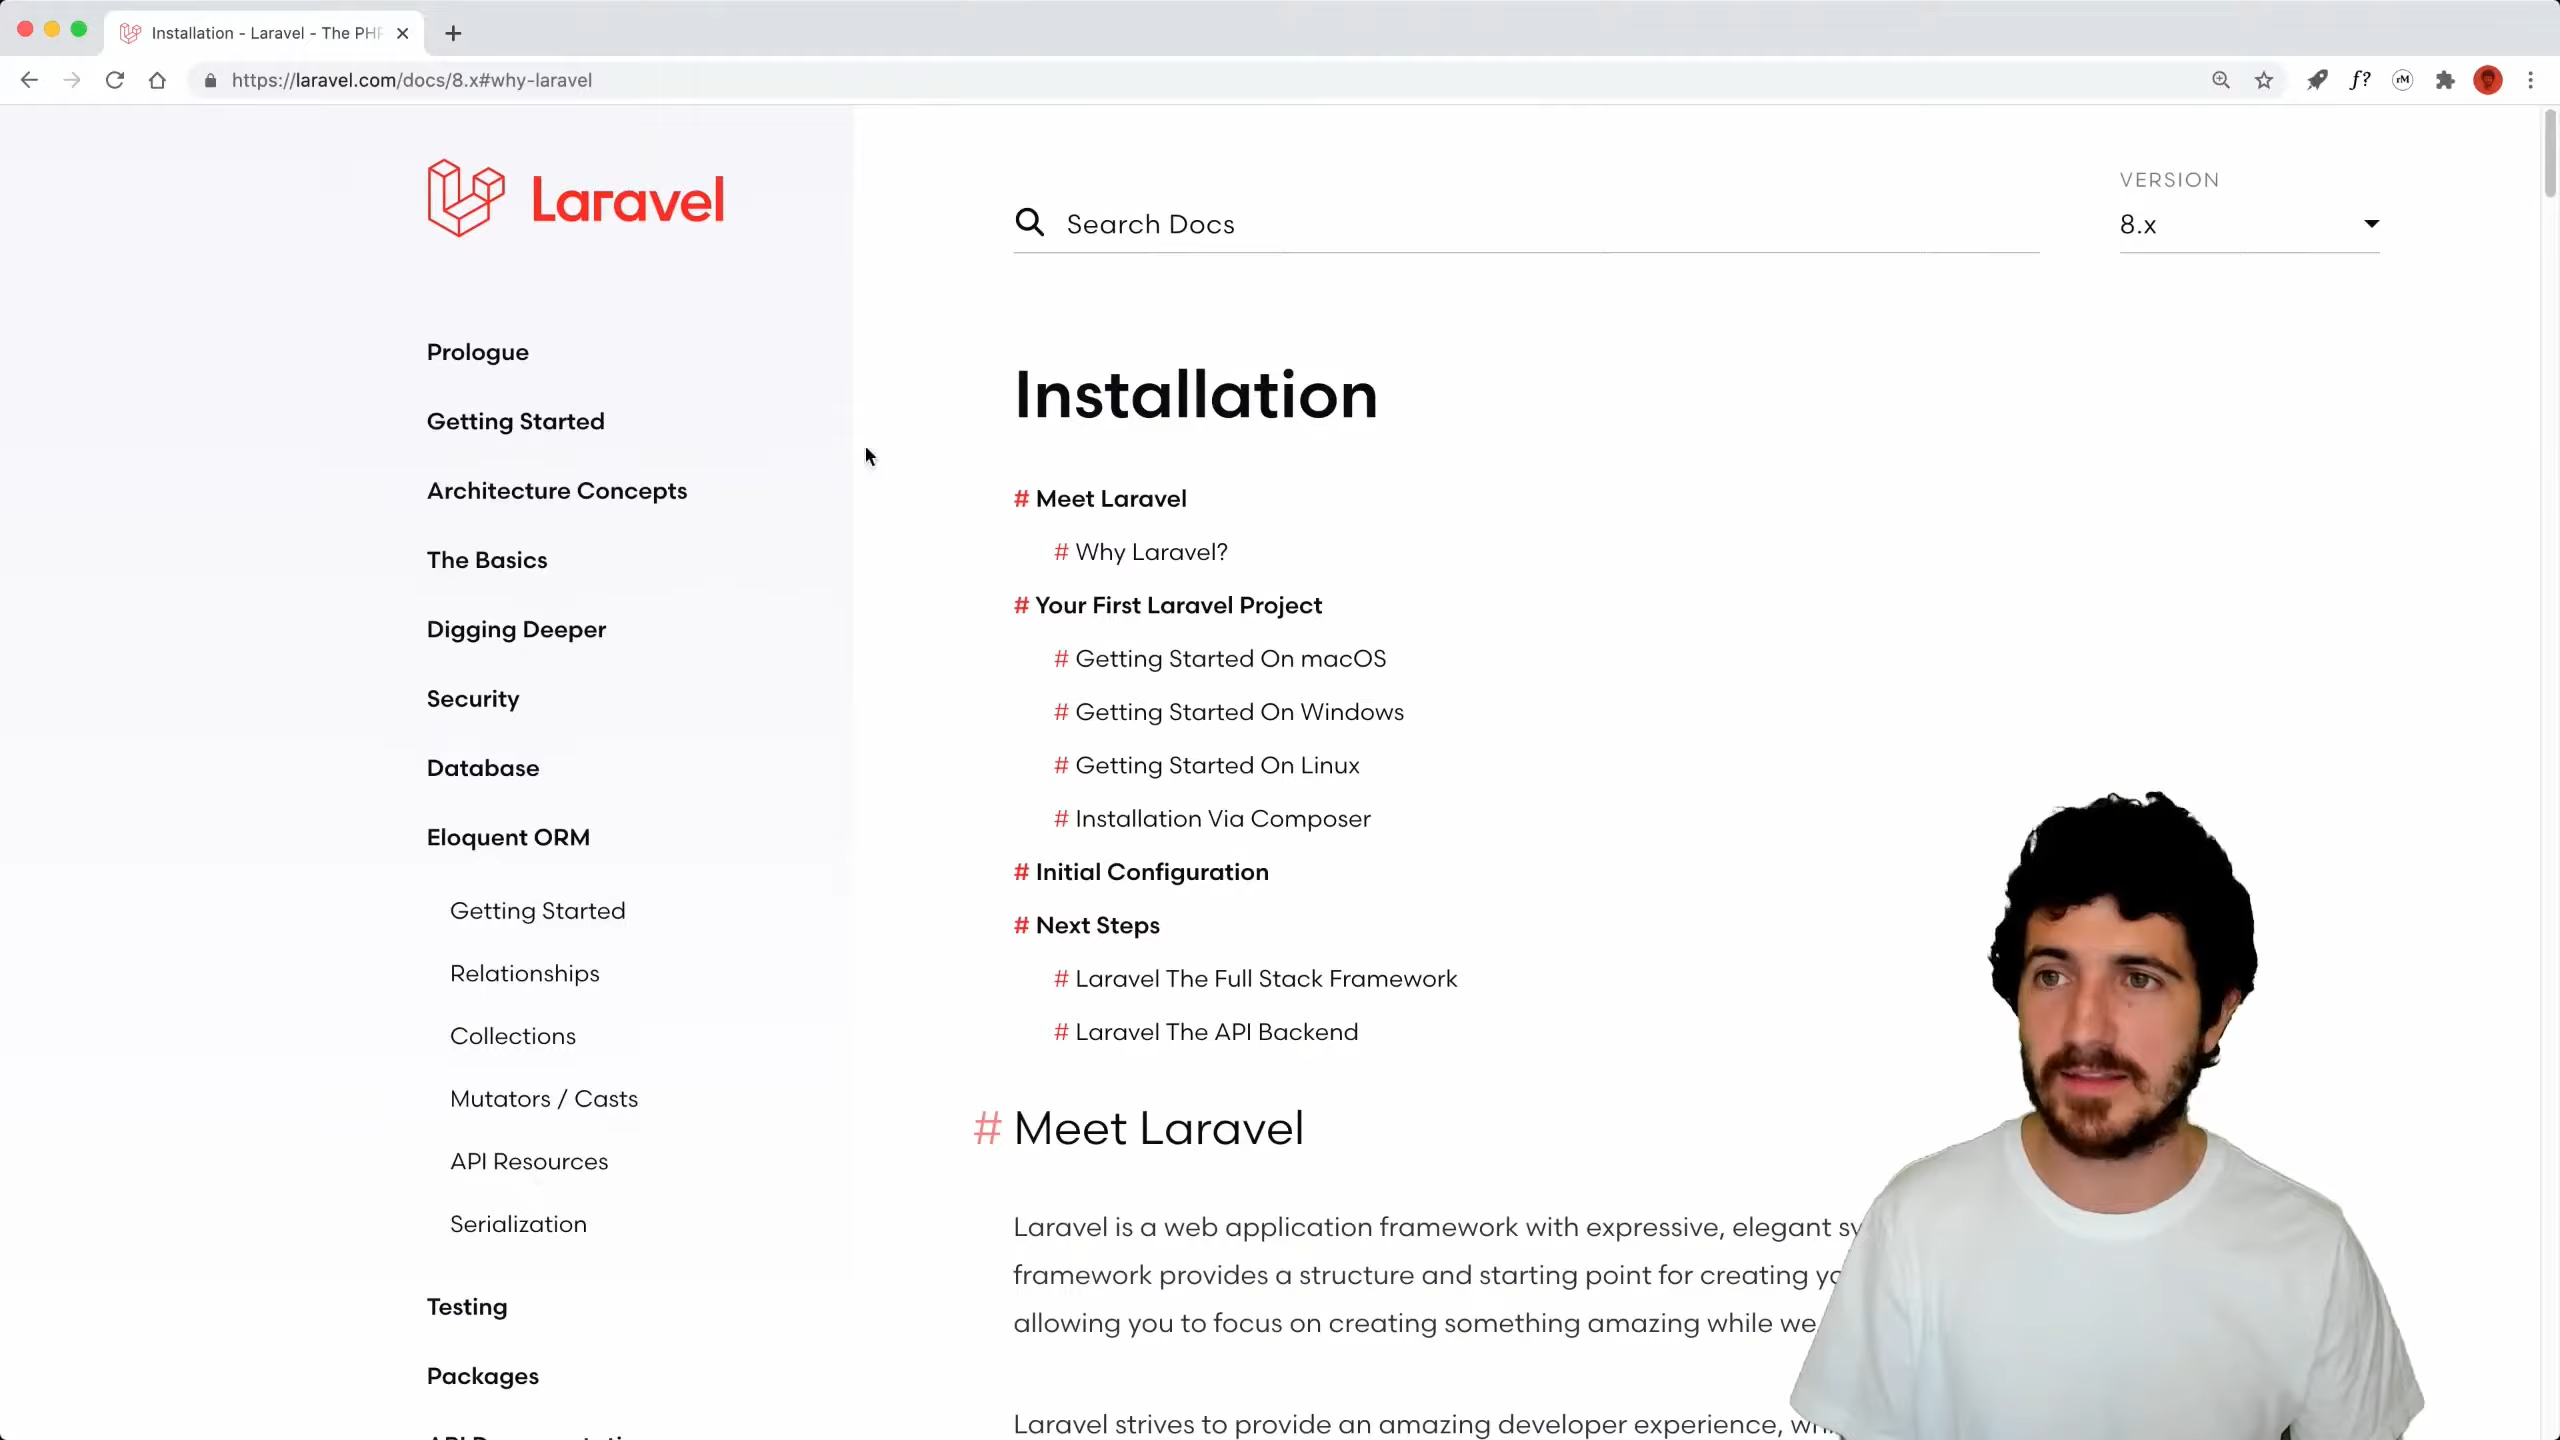 Installation - Laravel - The PHP
https://laravel.com/docs/8.x#why-laravel
f?
rM
Laravel
Search Docs
VERSION
8.x
Prologue
Getting Started
Architecture Concepts
The Basics
Digging Deeper
Security
Database
Eloquent ORM
Getting Started
Relationships
Collections
Mutators / Casts
API Resources
Serialization
Testing
Packages
Installation
# Meet Laravel
# Why Laravel?
# Your First Laravel Project
# Getting Started On macOS
# Getting Started On Windows
# Getting Started On Linux
# Installation Via Composer
# Initial Configuration
# Next Steps
# Laravel The Full Stack Framework
# Laravel The API Backend
# Meet Laravel
Laravel is a web application framework with expressive, elegant
framework provides a structure and starting point for creating
allowing you to focus on creating something amazing while we
Laravel strives to provide an amazing developer experience,